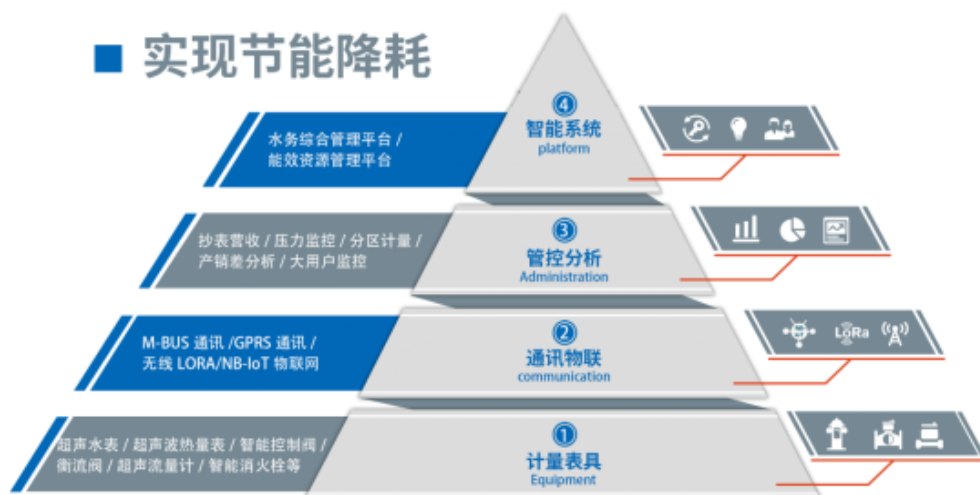 实现节能降耗
水务综合管理平台 /
能效资源管理平台
④
智能系统
platform
抄表营收 / 压力监控 / 分区计量 /
产销差分析 / 大用户监控
③
管控分析
Administration
M-BUS 通讯 /GPRS 通讯 /
无线 LORA/NB-IoT 物联网
②
通讯物联
communication
LoRa
超声水表 / 超声波热量表 / 智能控制阀 /
衡流阀 / 超声流量计 / 智能消火栓等
①
计量表具
Equipment